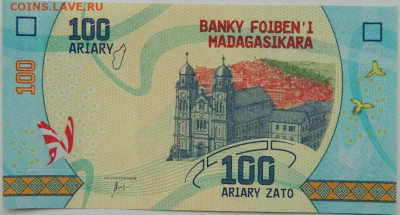 COINS.LAVE.RU
100
ARIARY
BANKY FOIBEN'I
MADAGASIKARA
100
100
ARIARY ZATO